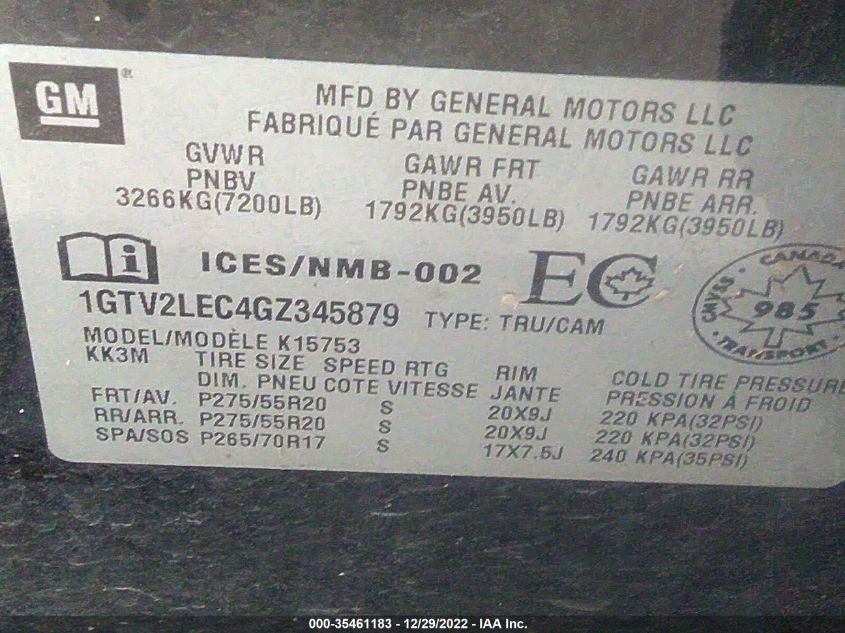 GM®
MFD BY GENERAL MOTORS LLC
FABRIQUÉ PAR GENERAL MOTORS LLC
GVWR GAWR FRT GAWR RR
PNBV PNBE AV. PNBE ARR.
3266KG(7200LB) 1792KG(3950LB) 1792KG(3950LB)
i ICES/NMB-002 EC
CANADA
CMVSS 985
TRANSPORT
1GTV2LEC4GZ345879 TYPE: TRU/CAM
MODEL/MODÈLE K15753
KK3M TIRE SIZE SPEED RTG RIM COLD TIRE PRESSURE
DIM. PNEU COTE VITESSE JANTE PRESSION À FROID
FRT/AV. P275/55R20 S 20X9J 220 KPA(32PSI)
RR/ARR. P275/55R20 S 20X9J 220 KPA(32PSI)
SPA/SOS P265/70R17 S 17X7.5J 240 KPA(35PSI)
000-35461183 - 12/29/2022 - IAA Inc.